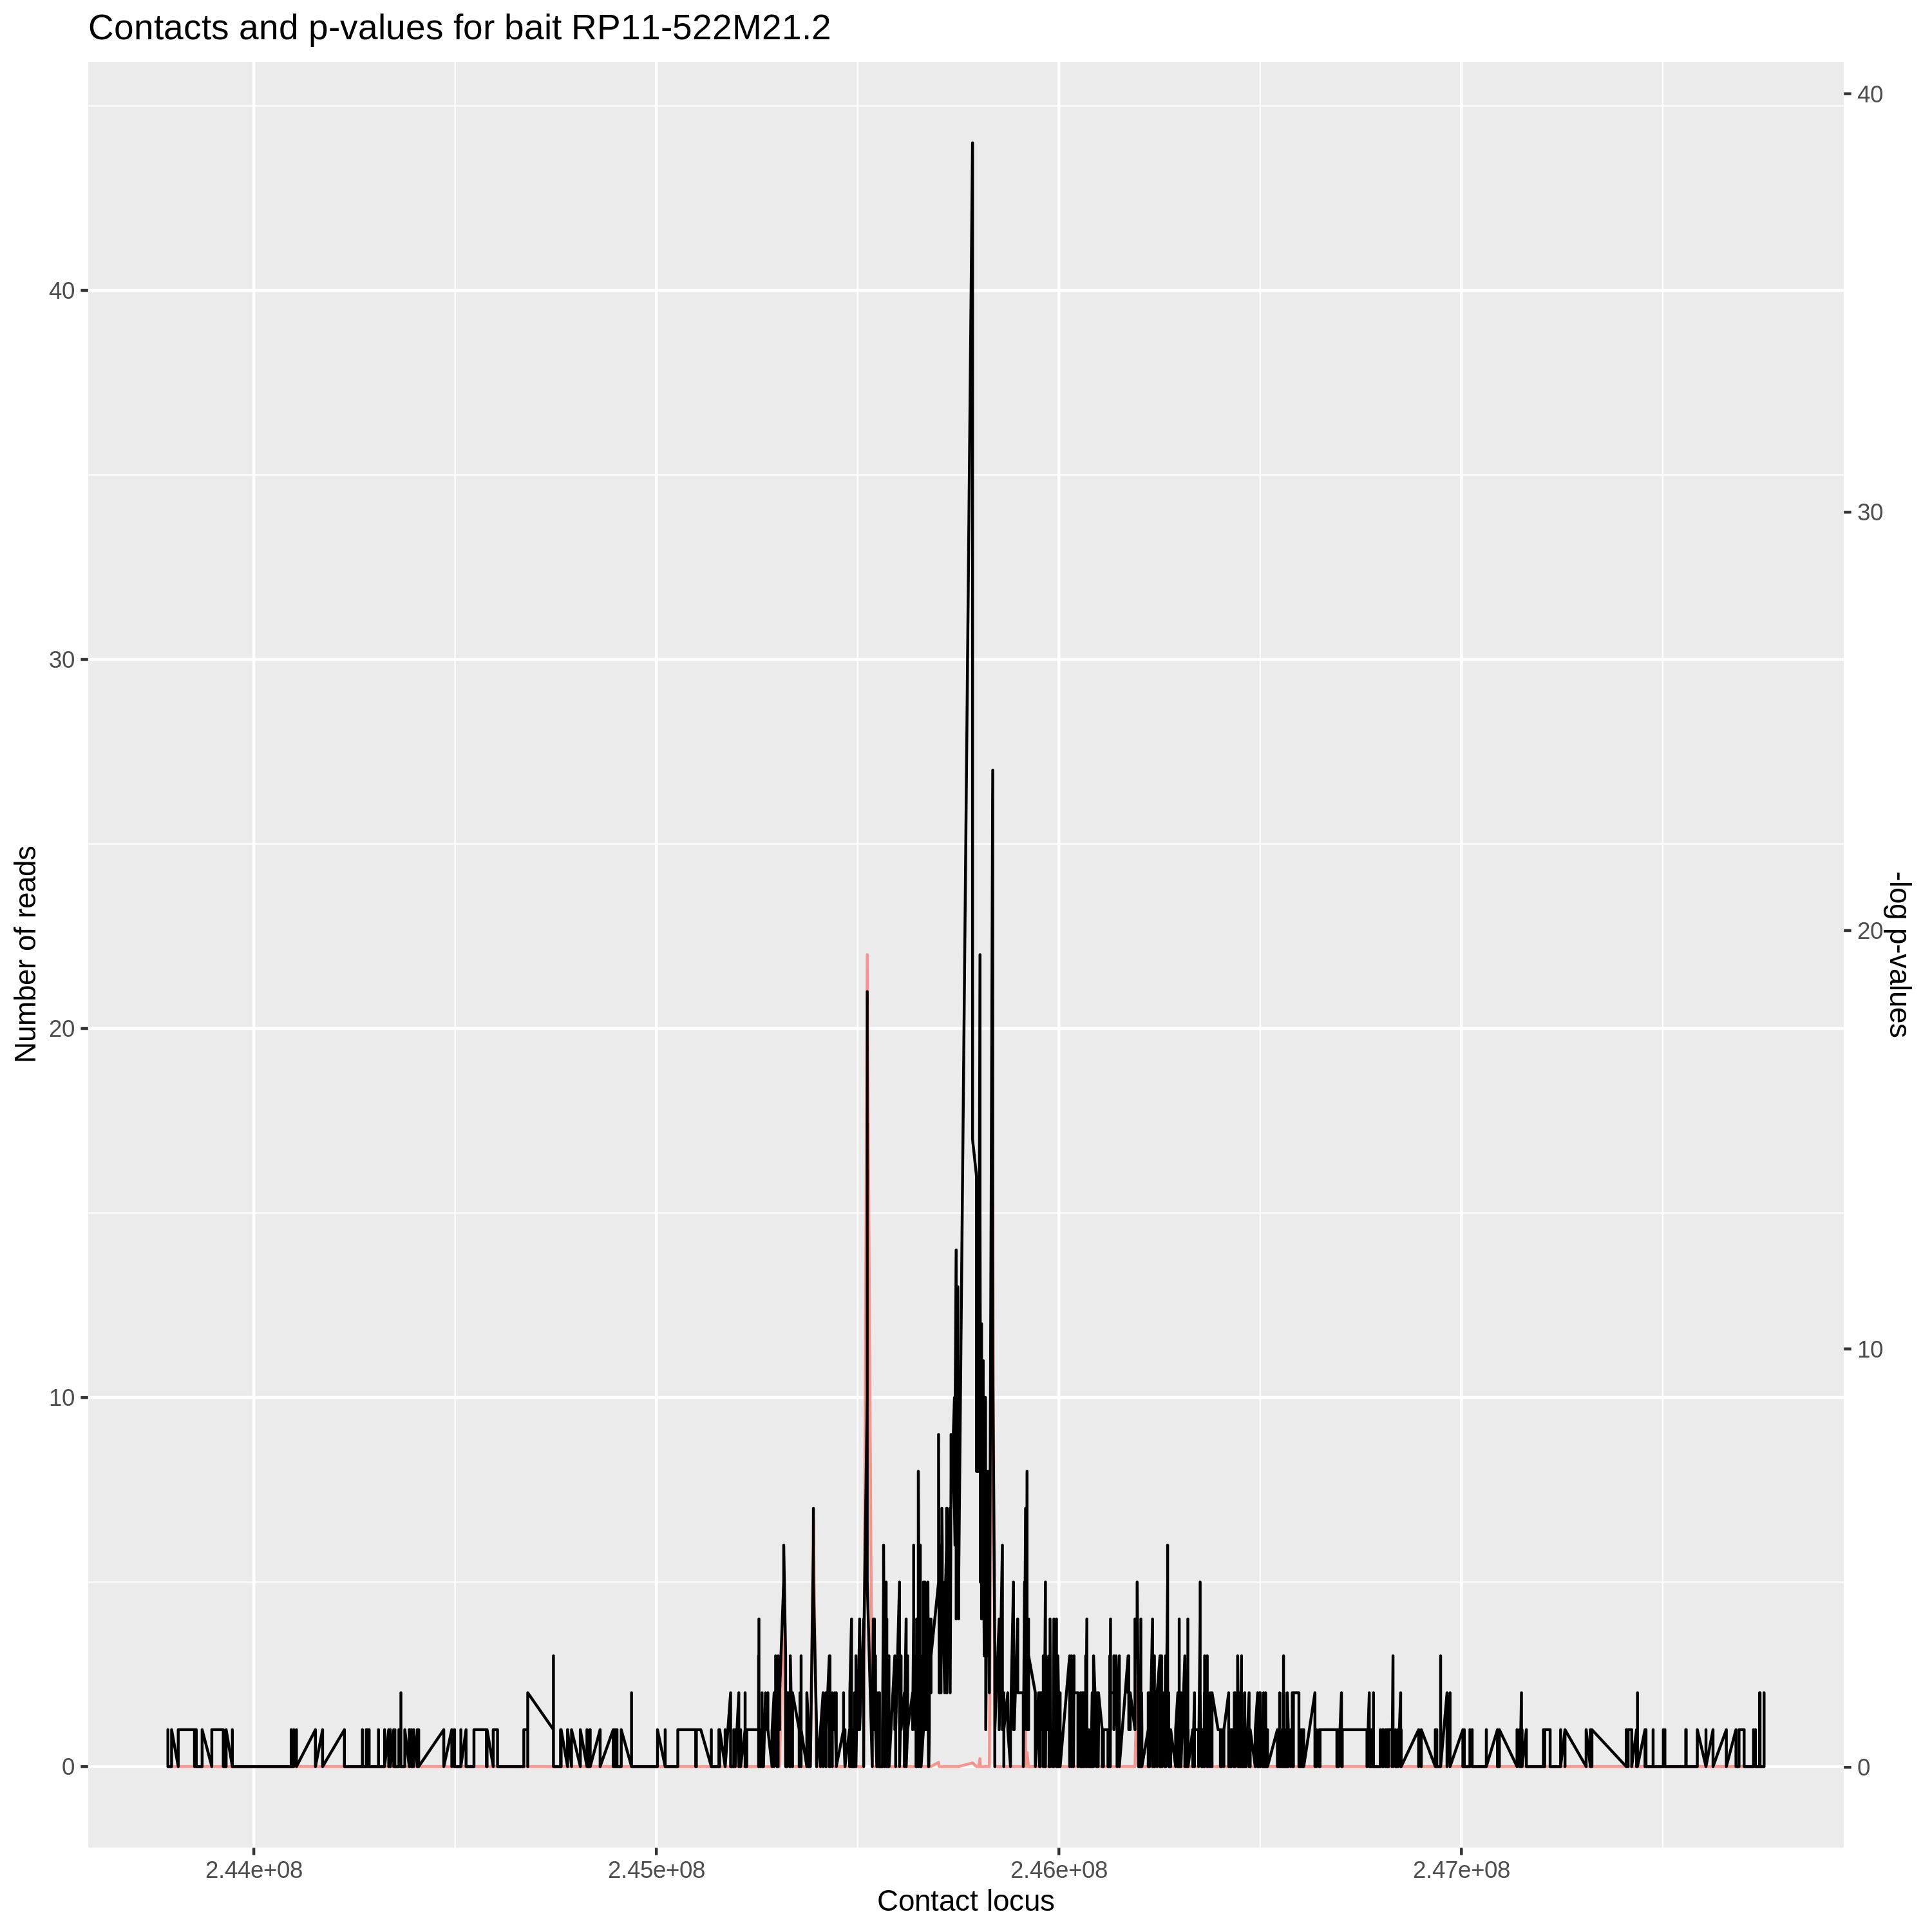 Contacts and p-values for bait RP11-522M21.2
40
30
20
10
0
Number of reads
40
30
20
10
0
-log p-values
2.44e+08 2.45e+08 2.46e+08 2.47e+08
Contact locus